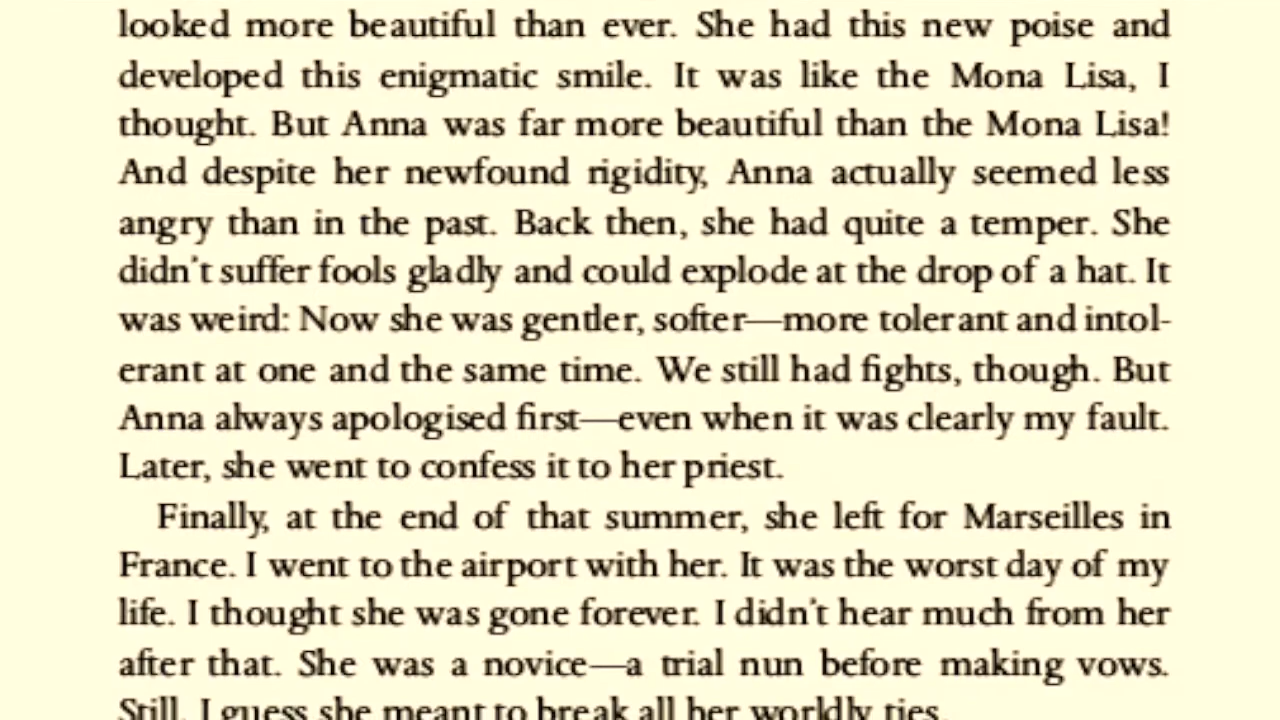 looked more beautiful than ever. She had this new poise and
developed this enigmatic smile. It was like the Mona Lisa, I
thought. But Anna was far more beautiful than the Mona Lisa!
And despite her newfound rigidity, Anna actually seemed less
angry than in the past. Back then, she had quite a temper. She
didn't suffer fools gladly and could explode at the drop of a hat. It
was weird: Now she was gentler, softer—more tolerant and intol-
erant at one and the same time. We still had fights, though. But
Anna always apologised first—even when it was clearly my fault.
Later, she went to confess it to her priest.
Finally, at the end of that summer, she left for Marseilles in
France. I went to the airport with her. It was the worst day of my
life. I thought she was gone forever. I didn't hear much from her
after that. She was a novice—a trial nun before making vows.
Still, I guess she meant to break all her worldly ties.